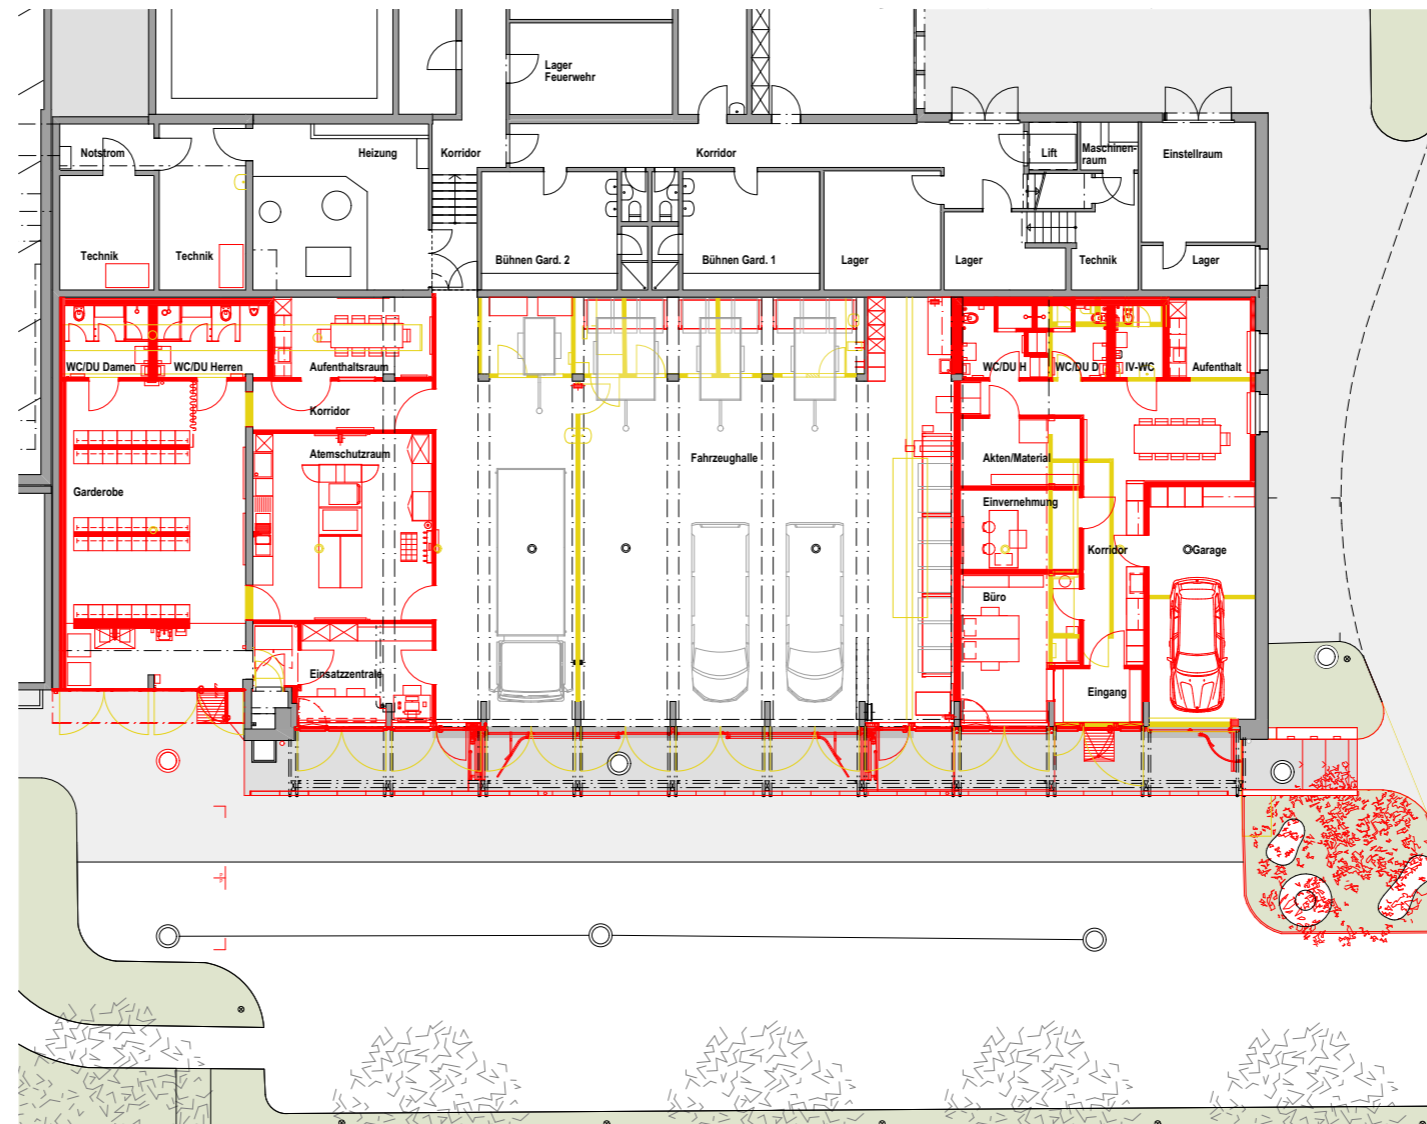 Lager
Feuerwehr
Notstrom
Heizung
Korridor
Korridor
Lift
Maschinen-
raum
Einstellraum
Technik
Technik
Bühnen Gard. 2
Bühnen Gard. 1
Lager
Lager
Technik
Lager
WC/DU Damen
WC/DU Herren
Aufenthaltsraum
WC/DU H
WC/DU D
IV-WC
Aufenthalt
Korridor
Atemschutzraum
Fahrzeughalle
Akten/Material
Garderobe
Einvernehmung
Korridor
Garage
Büro
Einsatzzentrale
Eingang